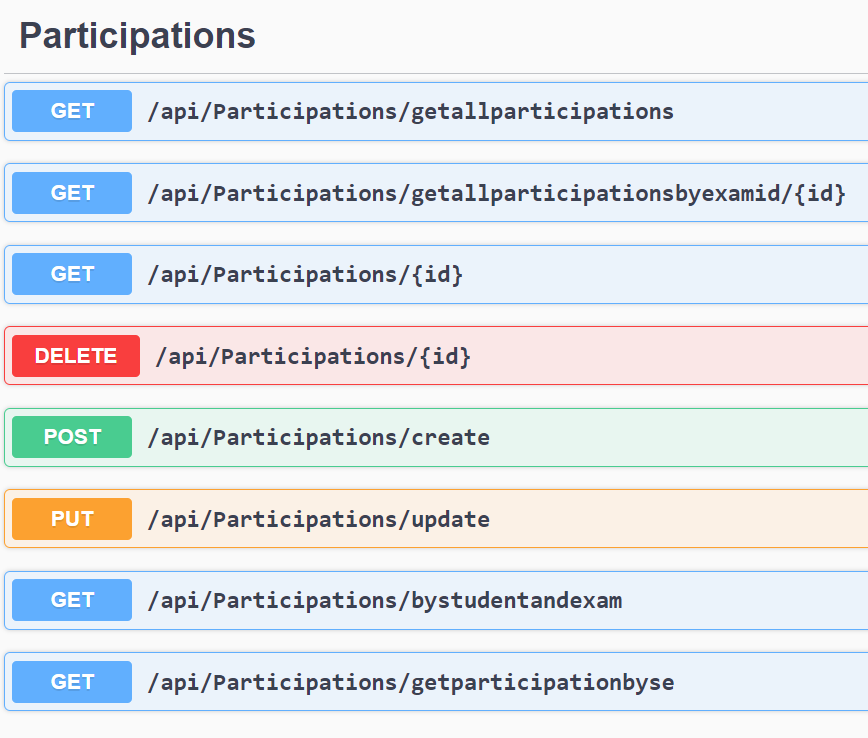 Participations
GET /api/Participations/getallparticipations
GET /api/Participations/getallparticipationsbyexamid/{id}
GET /api/Participations/{id}
DELETE /api/Participations/{id}
POST /api/Participations/create
PUT /api/Participations/update
GET /api/Participations/bystudentandexam
GET /api/Participations/getparticipationbyse